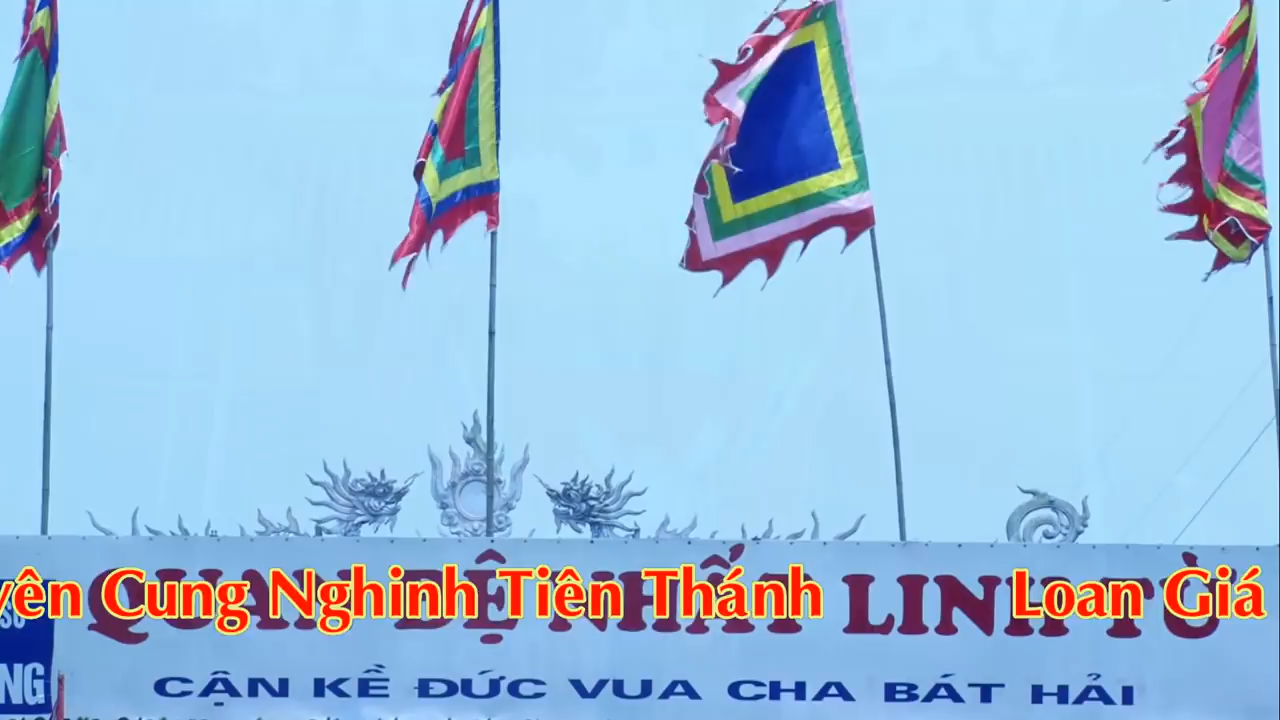 QUAN ĐỆ NHẤT LINH TỪ
yên Cung Nghinh Tiên Thánh Loan Giá
NG
CẬN KỀ ĐỨC VUA CHA BÁT HẢI